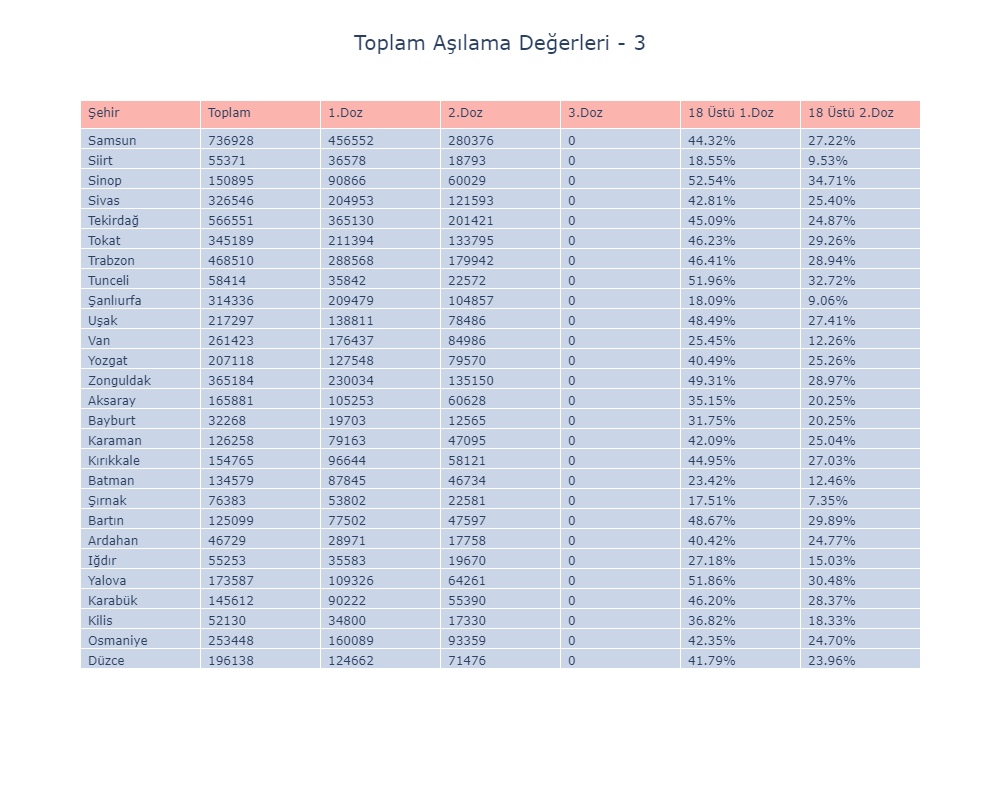 Toplam Aşılama Değerleri - 3
Şehir Toplam 1.Doz 2.Doz 3.Doz 18 Üstü 1.Doz 18 Üstü 2.Doz
Samsun 736928 456552 280376 0 44.32% 27.22%
Siirt 55371 36578 18793 0 18.55% 9.53%
Sinop 150895 90866 60029 0 52.54% 34.71%
Sivas 326546 204953 121593 0 42.81% 25.40%
Tekirdağ 566551 365130 201421 0 45.09% 24.87%
Tokat 345189 211394 133795 0 46.23% 29.26%
Trabzon 468510 288568 179942 0 46.41% 28.94%
Tunceli 58414 35842 22572 0 51.96% 32.72%
Şanlıurfa 314336 209479 104857 0 18.09% 9.06%
Uşak 217297 138811 78486 0 48.49% 27.41%
Van 261423 176437 84986 0 25.45% 12.26%
Yozgat 207118 127548 79570 0 40.49% 25.26%
Zonguldak 365184 230034 135150 0 49.31% 28.97%
Aksaray 165881 105253 60628 0 35.15% 20.25%
Bayburt 32268 19703 12565 0 31.75% 20.25%
Karaman 126258 79163 47095 0 42.09% 25.04%
Kırıkkale 154765 96644 58121 0 44.95% 27.03%
Batman 134579 87845 46734 0 23.42% 12.46%
Şırnak 76383 53802 22581 0 17.51% 7.35%
Bartın 125099 77502 47597 0 48.67% 29.89%
Ardahan 46729 28971 17758 0 40.42% 24.77%
Iğdır 55253 35583 19670 0 27.18% 15.03%
Yalova 173587 109326 64261 0 51.86% 30.48%
Karabük 145612 90222 55390 0 46.20% 28.37%
Kilis 52130 34800 17330 0 36.82% 18.33%
Osmaniye 253448 160089 93359 0 42.35% 24.70%
Düzce 196138 124662 71476 0 41.79% 23.96%